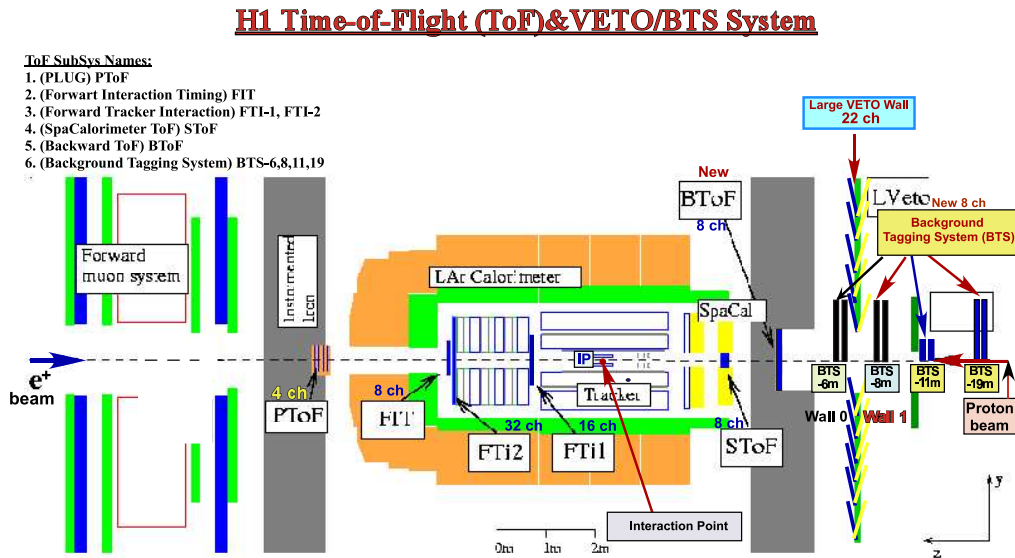 H1 Time-of-Flight (ToF)&VETO/BTS System
ToF SubSys Names:
1. (PLUG) PToF
2. (Forwart Interaction Timing) FIT
3. (Forward Tracker Interaction) FTI-1, FTI-2
4. (SpaCalorimeter ToF) SToF
5. (Backward ToF) BToF
6. (Background Tagging System) BTS-6,8,11,19
Large VETO Wall
22 ch
New
BToF
8 ch
LVeto
New 8 ch
Background
Tagging System (BTS)
Forward
muon system
Instrumented
Iron
LAr Calorimeter
SpaCal
IP
Tracker
e+
beam
4 ch
PToF
8 ch
FIT
32 ch
FTi2
16 ch
FTi1
8 ch
SToF
BTS
-6m
BTS
-8m
BTS
-11m
BTS
-19m
Wall 0
Wall 1
Proton
beam
Interaction Point
0m
1m
2m
y
z